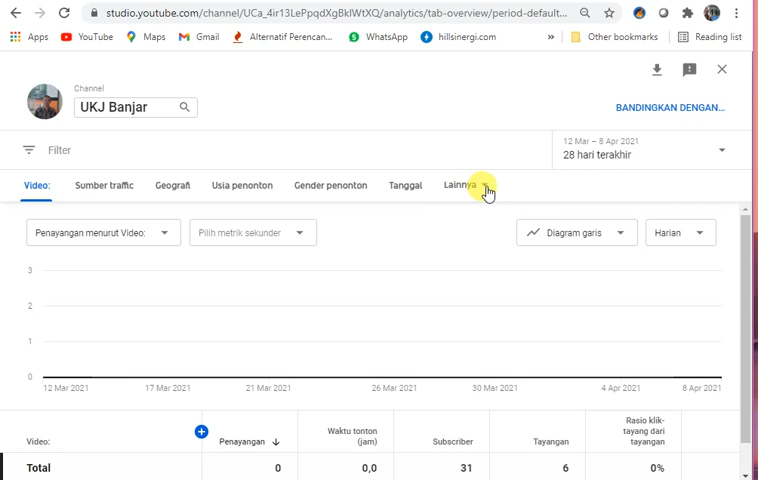 studio.youtube.com/channel/UCa_4ir13LePpqdXgBkIWtXQ/analytics/tab-overview/period-default...
Apps YouTube Maps Gmail Alternatif Perencan... WhatsApp hillsinergi.com » Other bookmarks Reading list
Channel
UKJ Banjar
BANDINGKAN DENGAN...
Filter
12 Mar – 8 Apr 2021
28 hari terakhir
Video: Sumber traffic Geografi Usia penonton Gender penonton Tanggal Lainnya
Penayangan menurut Video: Pilih metrik sekunder Diagram garis Harian
3
2
1
0
12 Mar 2021 17 Mar 2021 21 Mar 2021 26 Mar 2021 30 Mar 2021 4 Apr 2021 8 Apr 2021
Video: Penayangan Waktu tonton (jam) Subscriber Tayangan Rasio klik-tayang dari tayangan
Total 0 0,0 31 6 0%